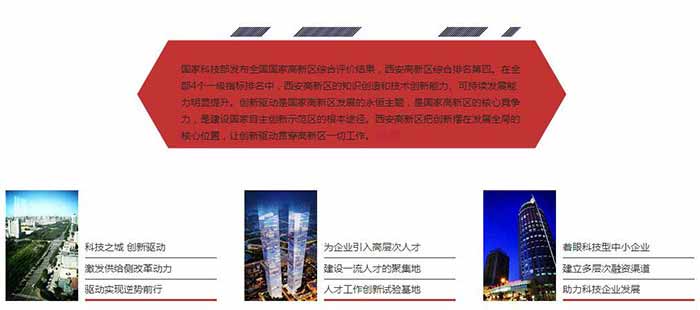 国家科技部发布全国国家高新区综合评价结果，西安高新区综合排名第四。在全
部4个一级指标排名中，西安高新区的知识创造和技术创新能力、可持续发展能
力明显提升。创新驱动是国家高新区发展的永恒主题，是国家高新区的核心竞争
力，是建设国家自主创新示范区的根本途径。西安高新区把创新摆在发展全局的
核心位置，让创新驱动贯穿高新区一切工作。
科技之城 创新驱动
激发供给侧改革动力
驱动实现逆势前行
为企业引入高层次人才
建设一流人才的聚集地
人才工作创新试验基地
着眼科技型中小企业
建立多层次融资渠道
助力科技企业发展